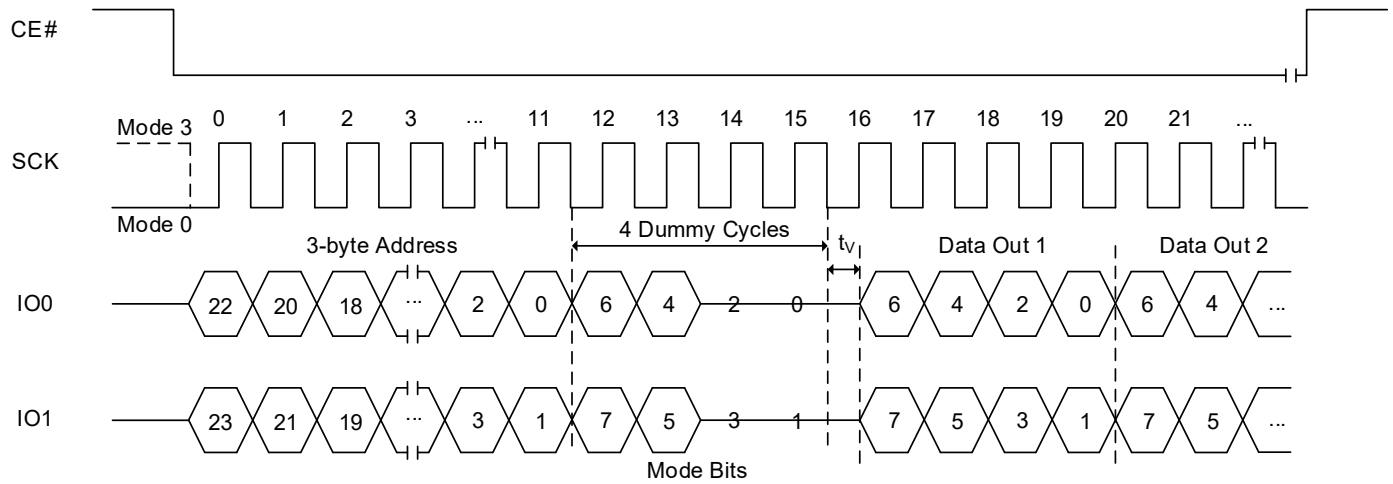 CE#
0 1 2 3 ... 11 12 13 14 15 16 17 18 19 20 21 ...
Mode 3
SCK
Mode 0
3-byte Address 4 Dummy Cycles tV Data Out 1 Data Out 2
IO0 22 20 18 ... 2 0 6 4 2 0 6 4 2 0 6 4 ...
IO1 23 21 19 ... 3 1 7 5 3 1 7 5 3 1 7 5 ...
Mode Bits